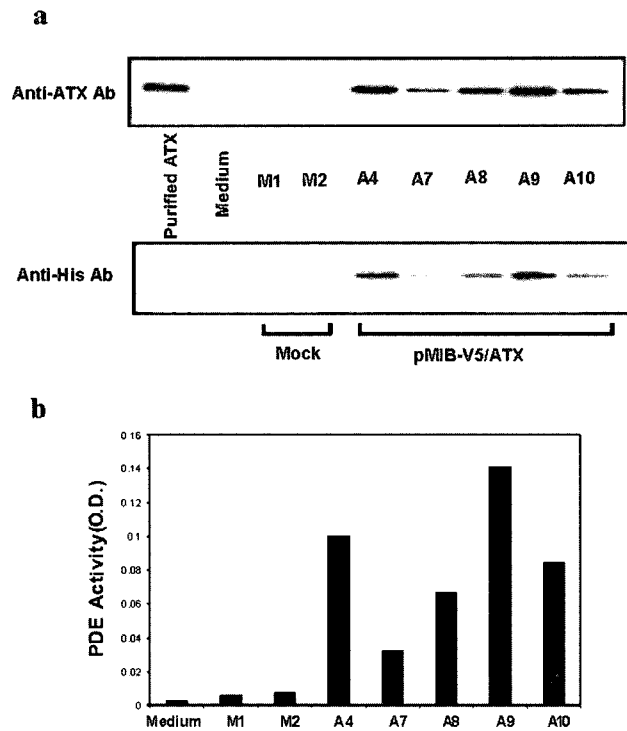 a
Anti-ATX Ab
Purified ATX
Medium
M1 M2 A4 A7 A8 A9 A10
Anti-His Ab
Mock pMIB-V5/ATX
b
PDE Activity(O.D.)
0.16
0.14
0.12
0.1
0.08
0.06
0.04
0.02
0
Medium M1 M2 A4 A7 A8 A9 A10